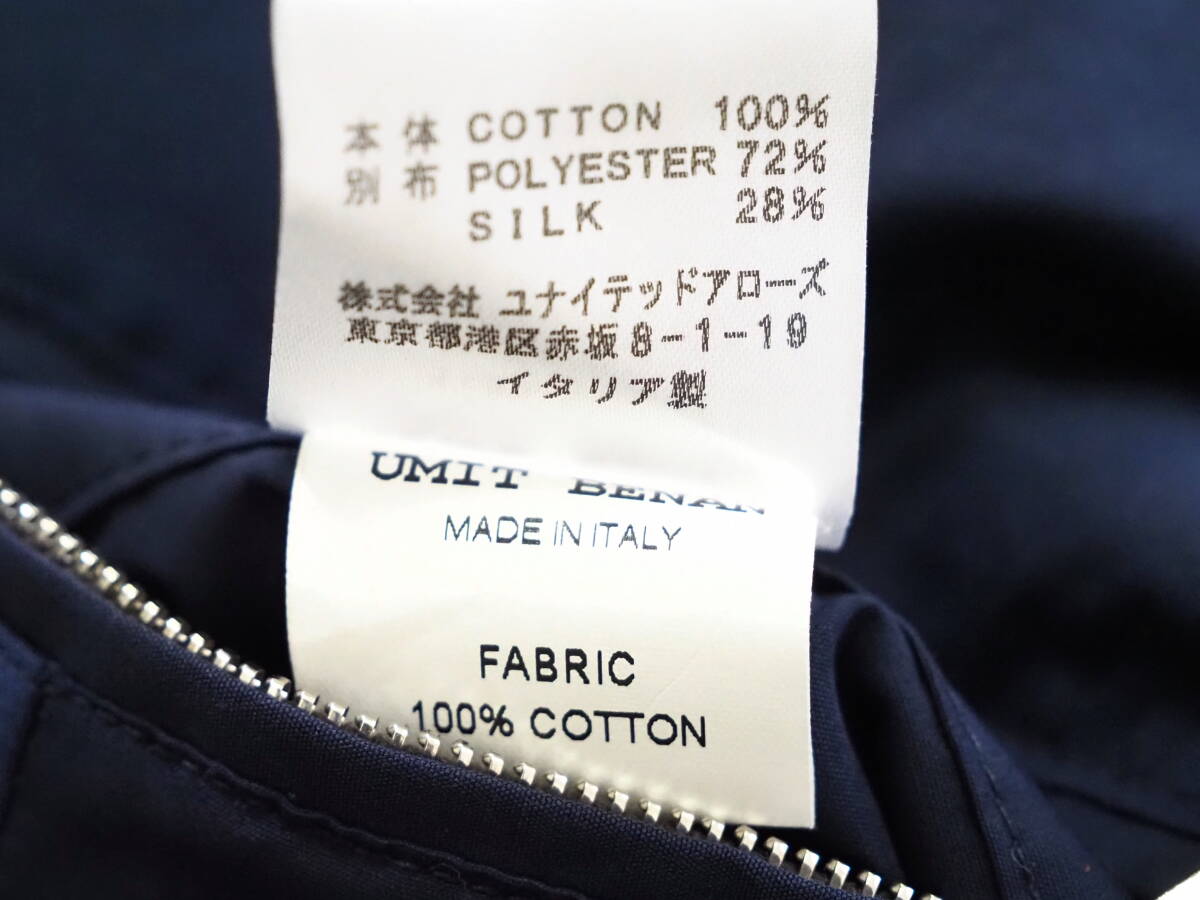 本体 COTTON 100%
別布 POLYESTER 72%
SILK 28%
株式会社 ユナイテッドアローズ
東京都港区赤坂8-1-19
イタリア製
UMIT BENAN
MADE IN ITALY
FABRIC
100% COTTON